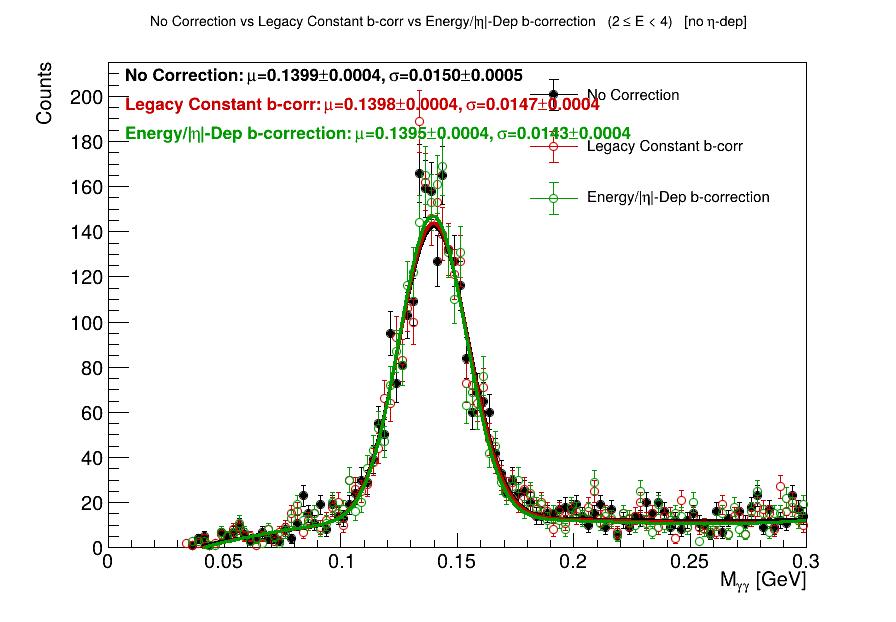 No Correction vs Legacy Constant b-corr vs Energy/|η|-Dep b-correction (2 ≤ E < 4) [no η-dep]
Counts
No Correction: μ=0.1399±0.0004, σ=0.0150±0.0005
Legacy Constant b-corr: μ=0.1398±0.0004, σ=0.0147±0.0004
Energy/|η|-Dep b-correction: μ=0.1395±0.0004, σ=0.0143±0.0004
No Correction
Legacy Constant b-corr
Energy/|η|-Dep b-correction
200
180
160
140
120
100
80
60
40
20
0
0 0.05 0.1 0.15 0.2 0.25 0.3
Mγγ [GeV]